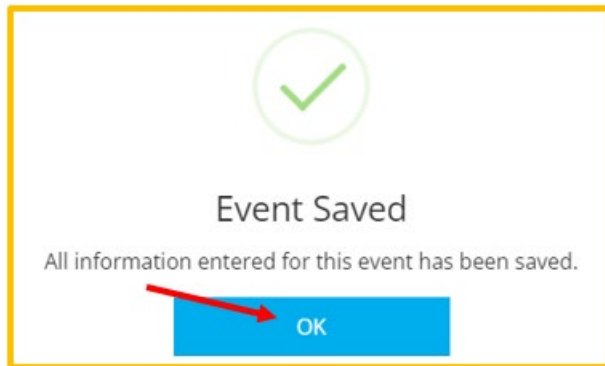 Event Saved
All information entered for this event has been saved.
OK